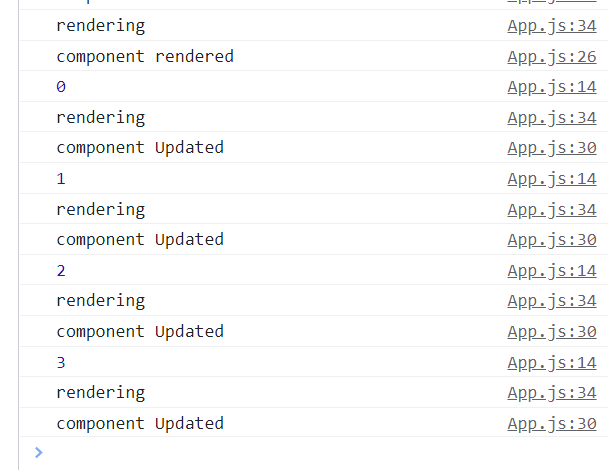 rendering App.js:34
component rendered App.js:26
0 App.js:14
rendering App.js:34
component Updated App.js:30
1 App.js:14
rendering App.js:34
component Updated App.js:30
2 App.js:14
rendering App.js:34
component Updated App.js:30
3 App.js:14
rendering App.js:34
component Updated App.js:30
>